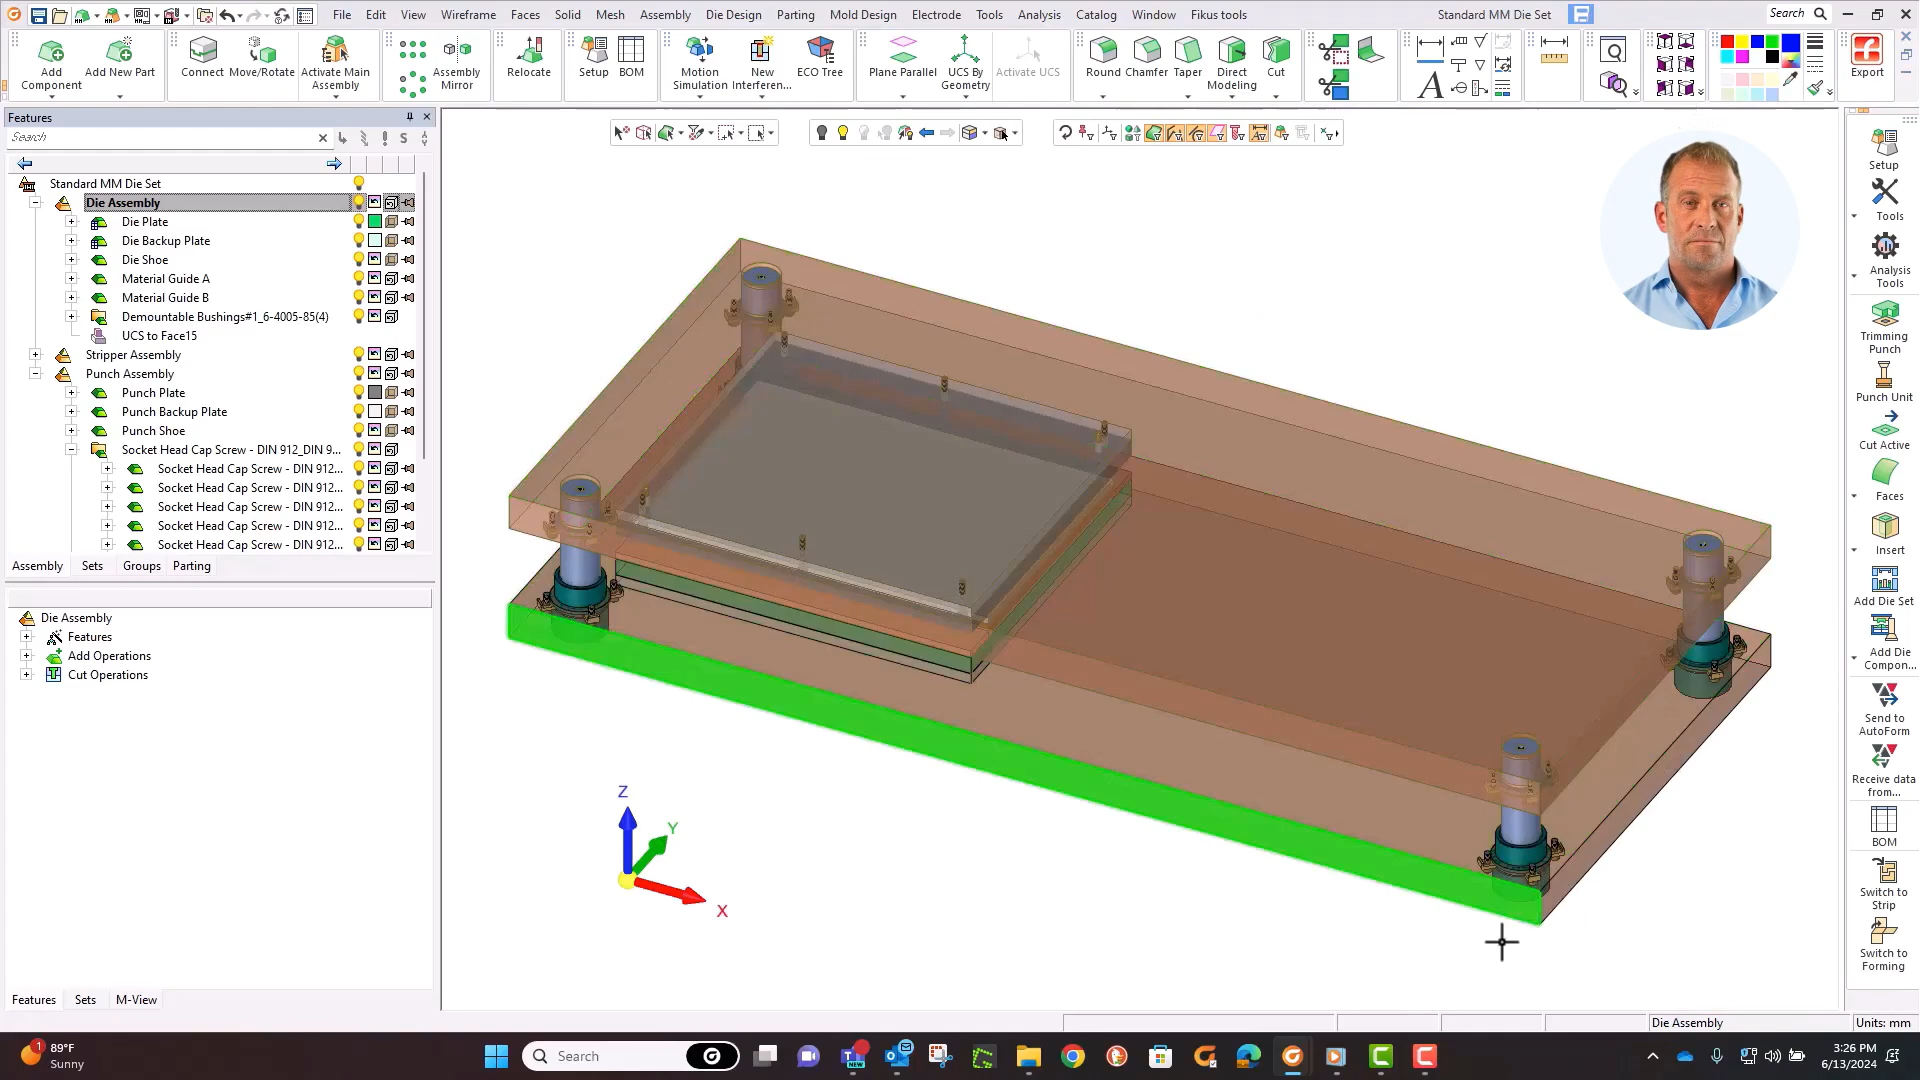 File Edit View Wireframe Faces Solid Mesh Assembly Die Design Parting Mold Design Electrode Tools Analysis Catalog Window Fikus tools
Standard MM Die Set
Search
Add Component
Add New Part
Connect
Move/Rotate
Activate Main Assembly
Assembly Mirror
Relocate
Setup
BOM
Motion Simulation
New Interferen...
ECO Tree
Plane Parallel
UCS By Geometry
Activate UCS
Round
Chamfer
Taper
Direct Modeling
Cut
Export
Features
Search
S
Standard MM Die Set
Die Assembly
Die Plate
Die Backup Plate
Die Shoe
Material Guide A
Material Guide B
Demountable Bushings#1_6-4005-85(4)
UCS to Face15
Stripper Assembly
Punch Assembly
Punch Plate
Punch Backup Plate
Punch Shoe
Socket Head Cap Screw - DIN 912_DIN 9...
Socket Head Cap Screw - DIN 912...
Socket Head Cap Screw - DIN 912...
Socket Head Cap Screw - DIN 912...
Socket Head Cap Screw - DIN 912...
Socket Head Cap Screw - DIN 912...
Assembly Sets Groups Parting
Die Assembly
Features
Add Operations
Cut Operations
Features Sets M-View
Z
Y
X
Setup
Tools
Analysis
Tools
Trimming
Punch
Punch Unit
Cut Active
Faces
Insert
Add Die Set
Add Die
Compon...
Send to
AutoForm
Receive data
from...
BOM
Switch to
Strip
Switch to
Forming
Die Assembly
Units: mm
1
89°F
Sunny
Search
NEW
NEW
3:26 PM
6/13/2024